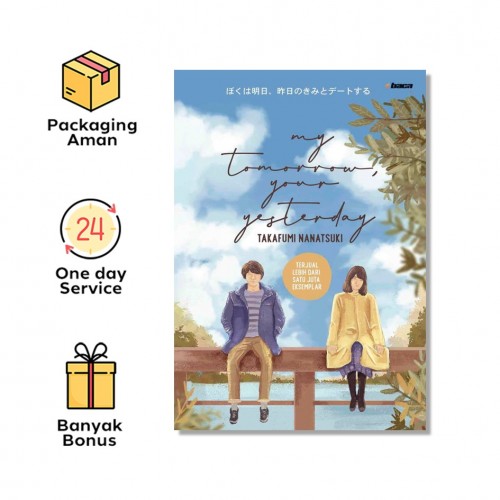 Packaging
Aman
24
One day
Service
Banyak
Bonus
ぼくは明日、昨日のきみとデートする
my
tomorrow,
your
yesterday
TAKAFUMI NANATSUKI
TERJUAL
LEBIH DARI
SATU JUTA
EKSEMPLAR